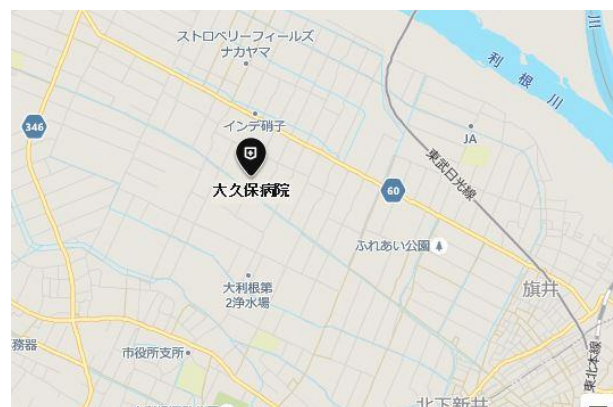 ストロベリーフィールズ
ナカヤマ
利根川
川
346
インテ硝子
JA
大久保病院
東武日光線
60
ふれあい公園
大利根第
2浄水場
旗井
務器
市役所支所
東北本線
北下新井